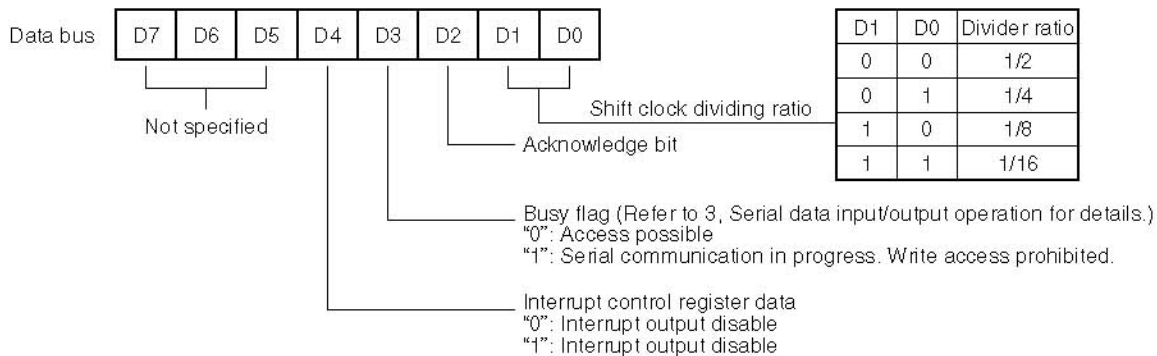 Data bus D7 D6 D5 D4 D3 D2 D1 D0
D1 D0 Divider ratio
0 0 1/2
0 1 1/4
1 0 1/8
1 1 1/16
Shift clock dividing ratio
Not specified
Acknowledge bit
Busy flag (Refer to 3, Serial data input/output operation for details.)
“0”: Access possible
“1”: Serial communication in progress. Write access prohibited.
Interrupt control register data
“0”: Interrupt output disable
“1”: Interrupt output disable